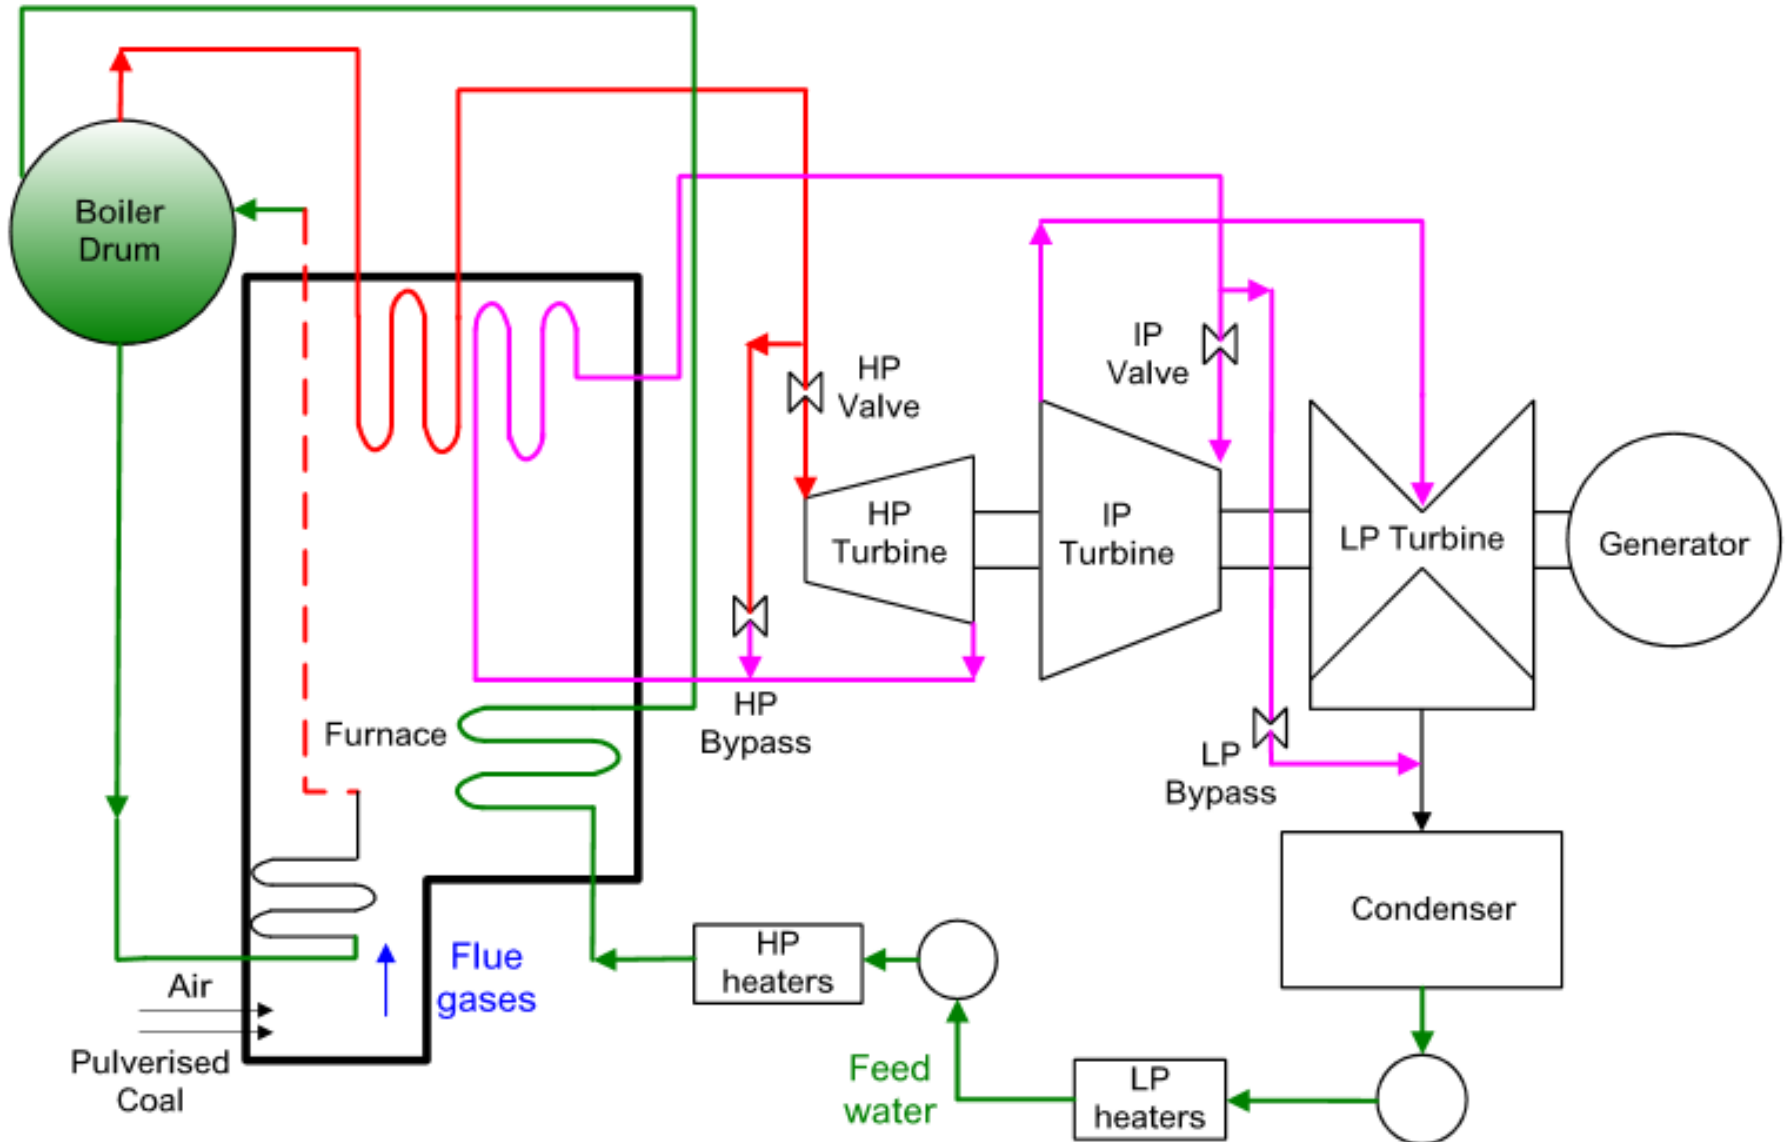 Boiler
Drum
HP
Valve
IP
Valve
HP
Turbine
IP
Turbine
LP Turbine
Generator
Furnace
HP
Bypass
LP
Bypass
Condenser
HP
heaters
Flue
gases
Air
Pulverised
Coal
Feed
water
LP
heaters